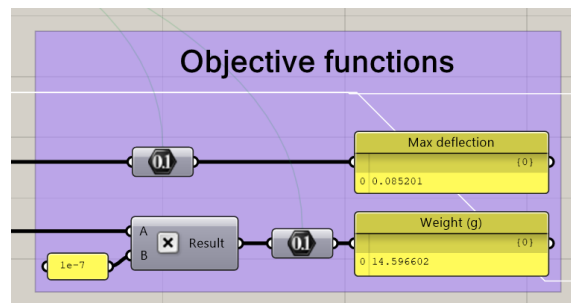 Objective functions
0.1
Max deflection
{0}
0 0.085201
A
B
Result
1e-7
0.1
Weight (g)
{0}
0 14.596602